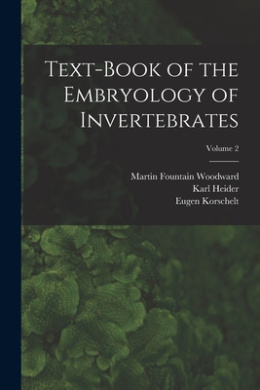 Text-Book of the
Embryology of
Invertebrates
Volume 2
Martin Fountain Woodward
Karl Heider
Eugen Korschelt